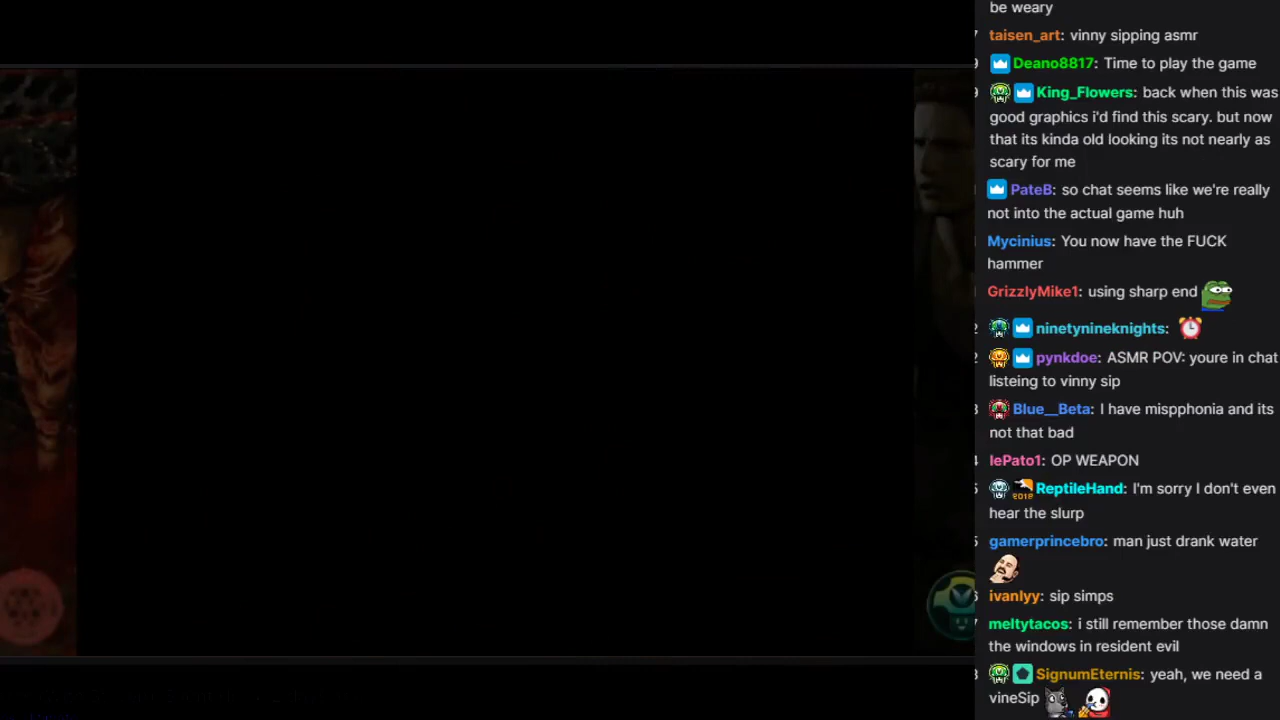 be weary
taisen_art: vinny sipping asmr
Deano8817: Time to play the game
King_Flowers: back when this was
good graphics i'd find this scary. but now
that its kinda old looking its not nearly as
scary for me
PateB: so chat seems like we're really
not into the actual game huh
Mycinius: You now have the FUCK
hammer
GrizzlyMike1: using sharp end
ninetynineknights:
pynkdoe: ASMR POV: youre in chat
listeing to vinny sip
Blue__Beta: I have mispphonia and its
not that bad
lePato1: OP WEAPON
2018 ReptileHand: I'm sorry I don't even
hear the slurp
gamerprincebro: man just drank water
ivanlyy: sip simps
meltytacos: i still remember those damn
the windows in resident evil
SignumEternis: yeah, we need a
vineSip